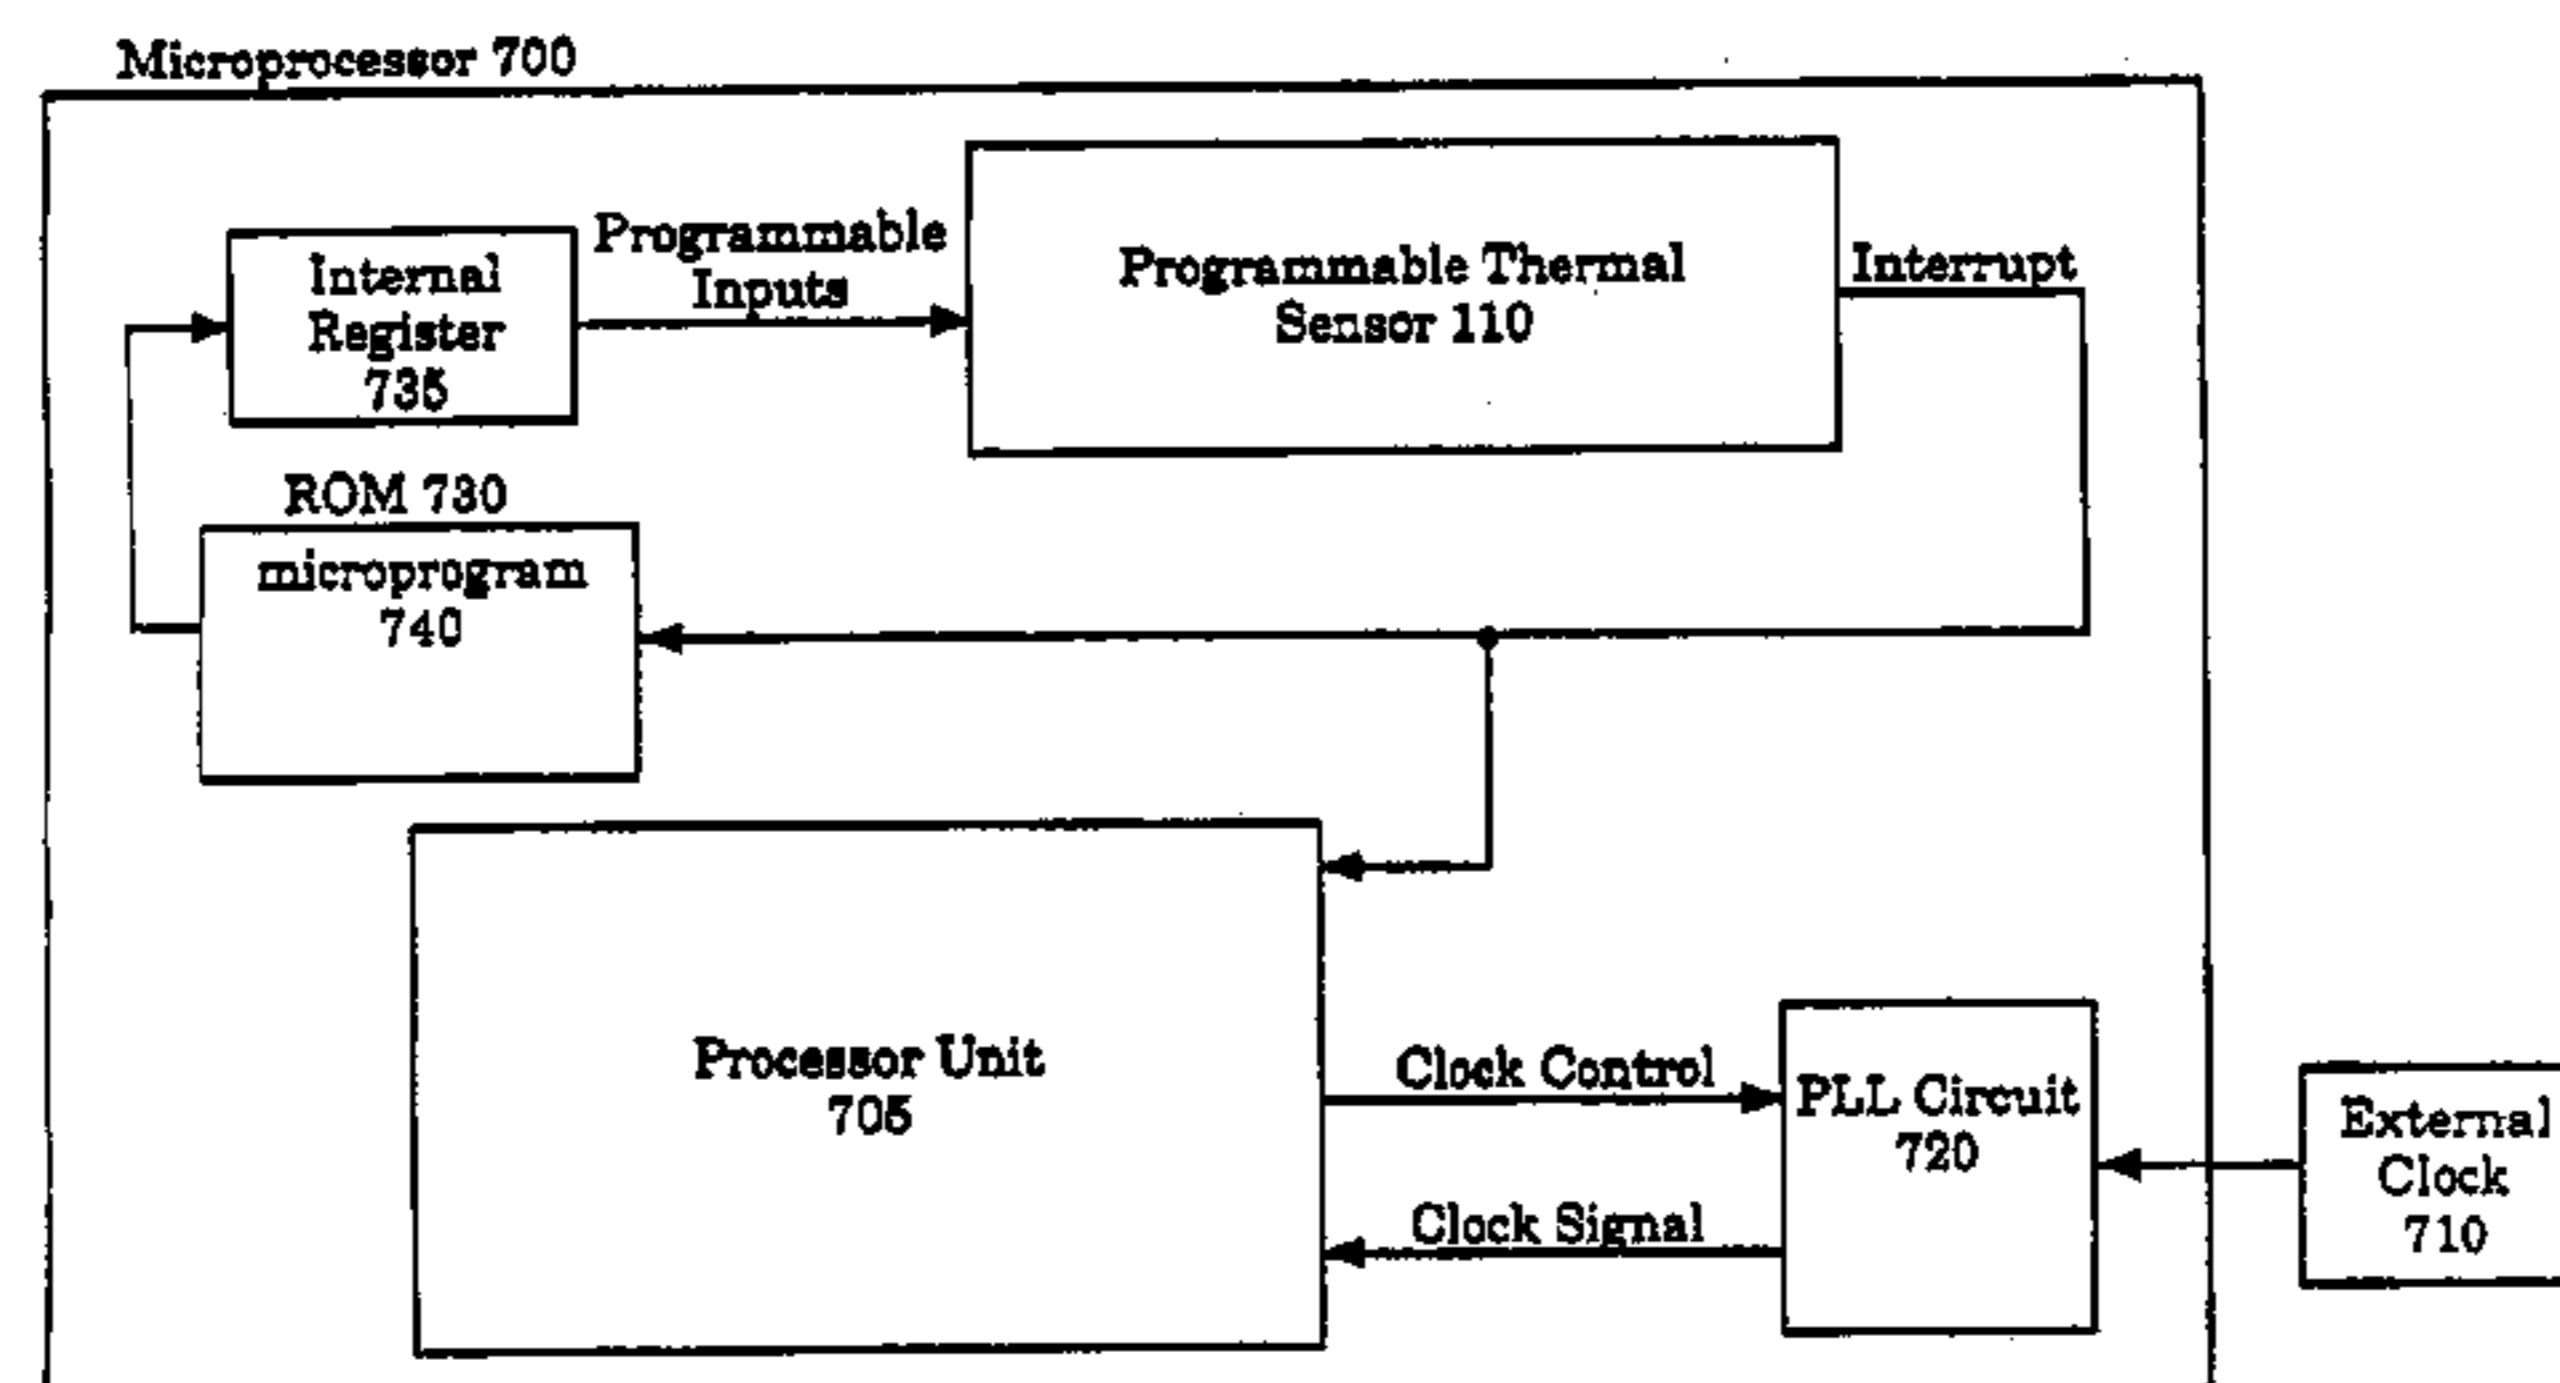 Microprocessor 700
Programmable
Inputs
Internal
Register
735
Programmable Thermal
Sensor 110
Interrupt
ROM 730
microprogram
740
Processor Unit
705
Clock Control
PLL Circuit
720
Clock Signal
External
Clock
710